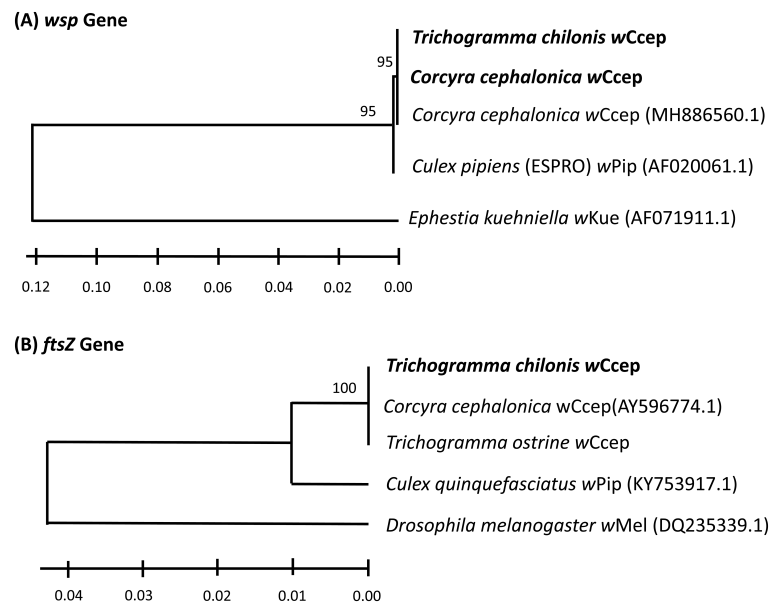 (A) wsp Gene
Trichogramma chilonis wCcep
95
Corcyra cephalonica wCcep
95
Corcyra cephalonica wCcep (MH886560.1)
Culex pipiens (ESPRO) wPip (AF020061.1)
Ephestia kuehniella wKue (AF071911.1)
0.12 0.10 0.08 0.06 0.04 0.02 0.00
(B) ftsZ Gene
Trichogramma chilonis wCcep
100
Corcyra cephalonica wCcep(AY596774.1)
Trichogramma ostrine wCcep
Culex quinquefasciatus wPip (KY753917.1)
Drosophila melanogaster wMel (DQ235339.1)
0.04 0.03 0.02 0.01 0.00